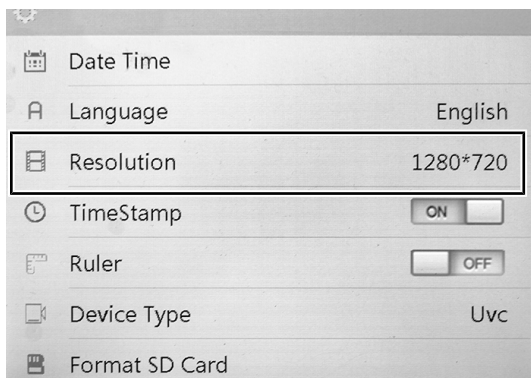 Date Time
Language English
Resolution 1280*720
TimeStamp ON
Ruler OFF
Device Type Uvc
Format SD Card